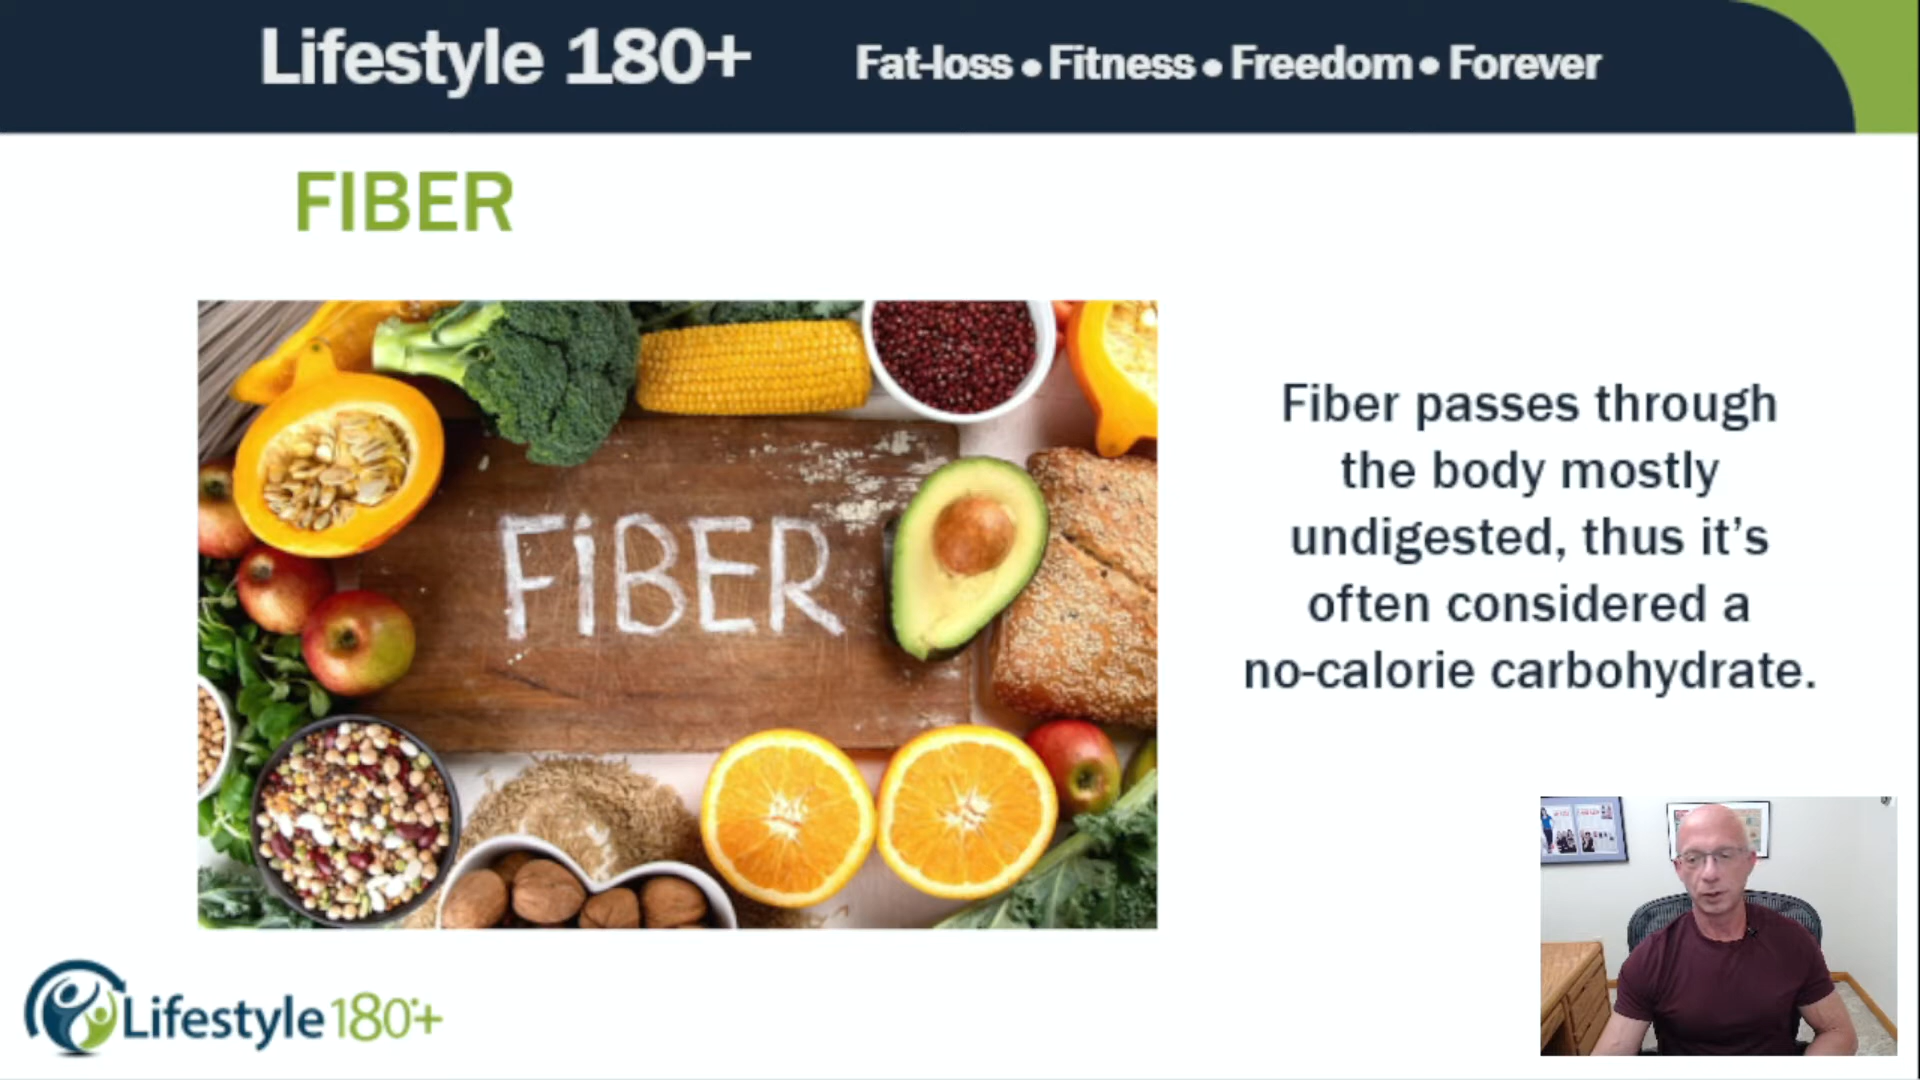 Lifestyle 180+
Fat-loss • Fitness • Freedom • Forever
FIBER
FiBER
Fiber passes through
the body mostly
undigested, thus it's
often considered a
no-calorie carbohydrate.
Lifestyle180+